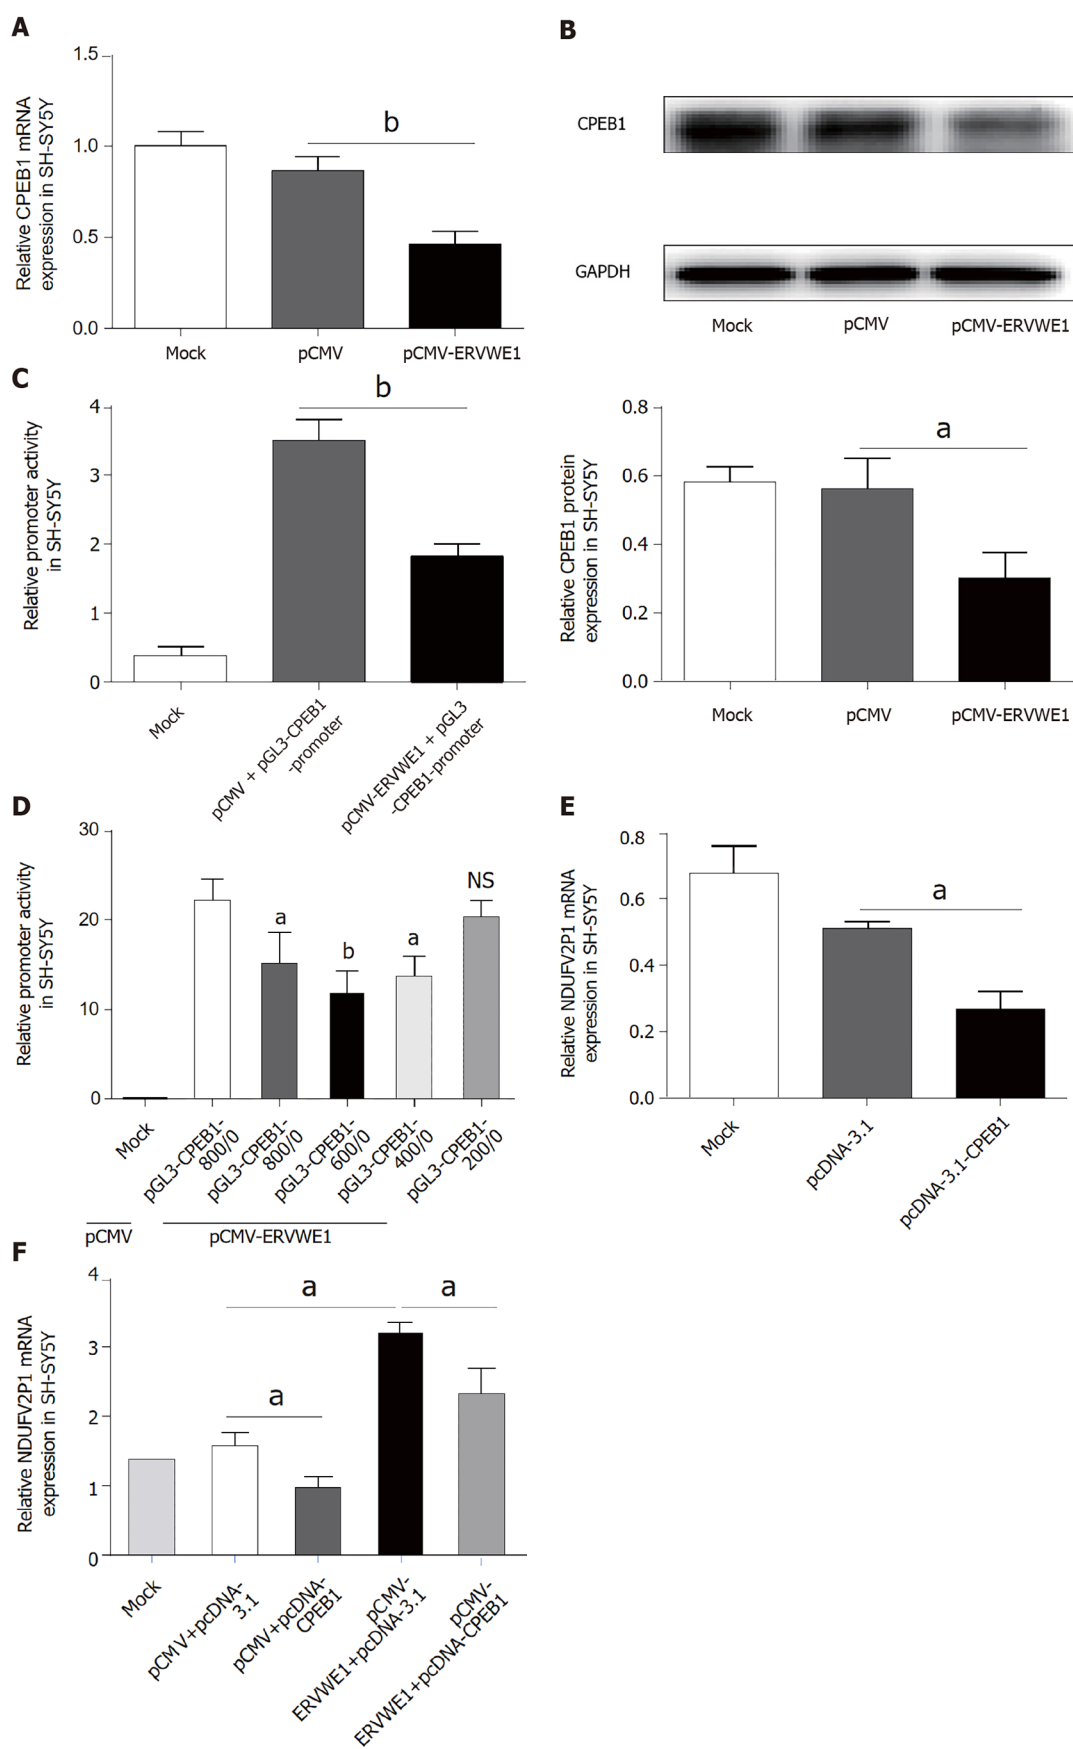 A
Relative CPEB1 mRNA
expression in SH-SY5Y
1.5
1.0
0.5
0.0
b
Mock
pCMV
pCMV-ERVWE1
B
CPEB1
GAPDH
Mock
pCMV
pCMV-ERVWE1
Relative CPEB1 protein
expression in SH-SY5Y
0.8
0.6
0.4
0.2
0.0
a
Mock
pCMV
pCMV-ERVWE1
C
Relative promoter activity
in SH-SY5Y
4
3
2
1
0
b
Mock
pCMV + pGL3-CPEB1
-promoter
pCMV-ERVWE1 + pGL3
-CPEB1-promoter
D
Relative promoter activity
in SH-SY5Y
30
20
10
0
a
b
a
NS
Mock
pGL3-CPEB1-
800/0
pGL3-CPEB1-
800/0
pGL3-CPEB1-
600/0
pGL3-CPEB1-
400/0
pGL3-CPEB1-
200/0
pCMV
pCMV-ERVWE1
E
Relative NDUFV2P1 mRNA
expression in SH-SY5Y
0.8
0.6
0.4
0.2
0.0
a
Mock
pcDNA-3.1
pcDNA-3.1-CPEB1
F
Relative NDUFV2P1 mRNA
expression in SH-SY5Y
4
3
2
1
0
a
a
a
Mock
pCMV+pcDNA-
3.1
pCMV+pcDNA-
CPEB1
pCMV-
ERVWE1+pcDNA-3.1
pCMV-
ERVWE1+pcDNA-CPEB1